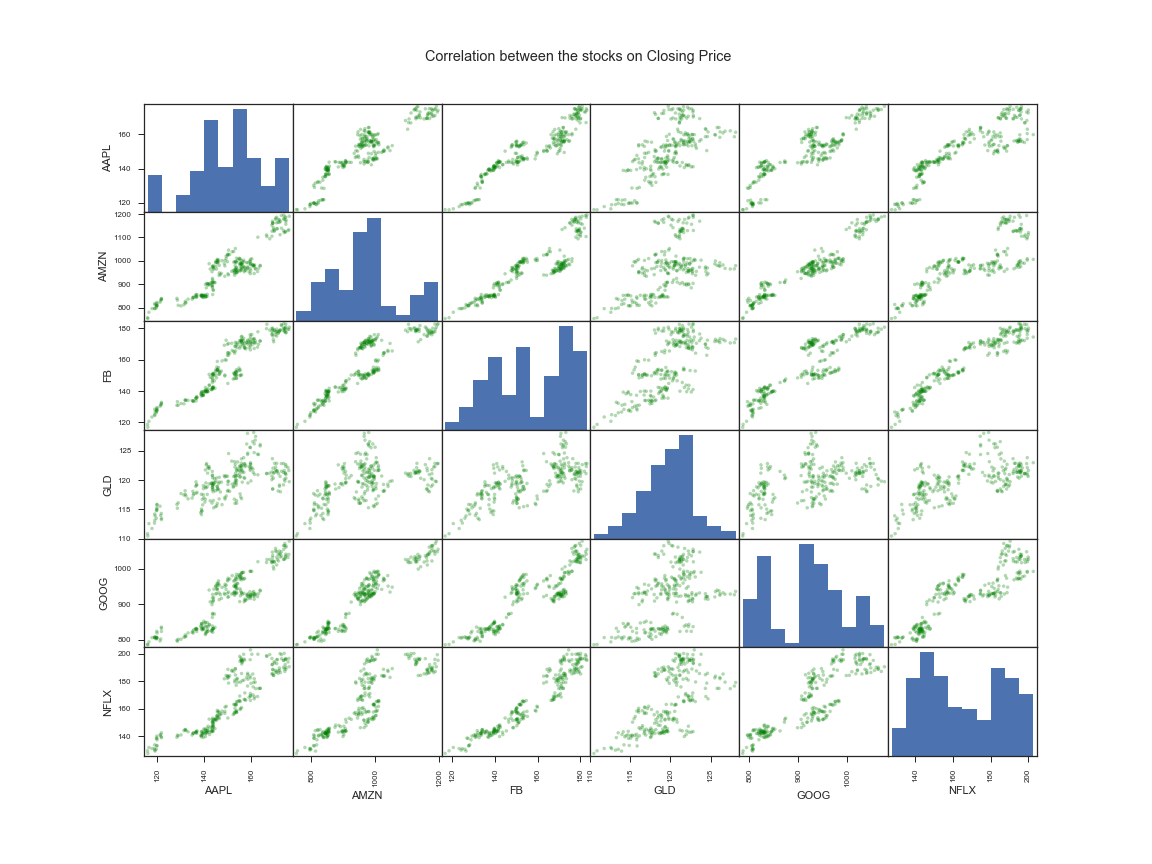 Correlation between the stocks on Closing Price
AAPL
160
140
120
AMZN
1200
1100
1000
900
800
FB
180
160
140
120
GLD
125
120
115
110
GOOG
1000
900
800
NFLX
200
180
160
140
120 140 160 800 1000 1200 120 140 160 180 110 115 120 125 800 900 1000 140 160 180 200
AAPL AMZN FB GLD GOOG NFLX